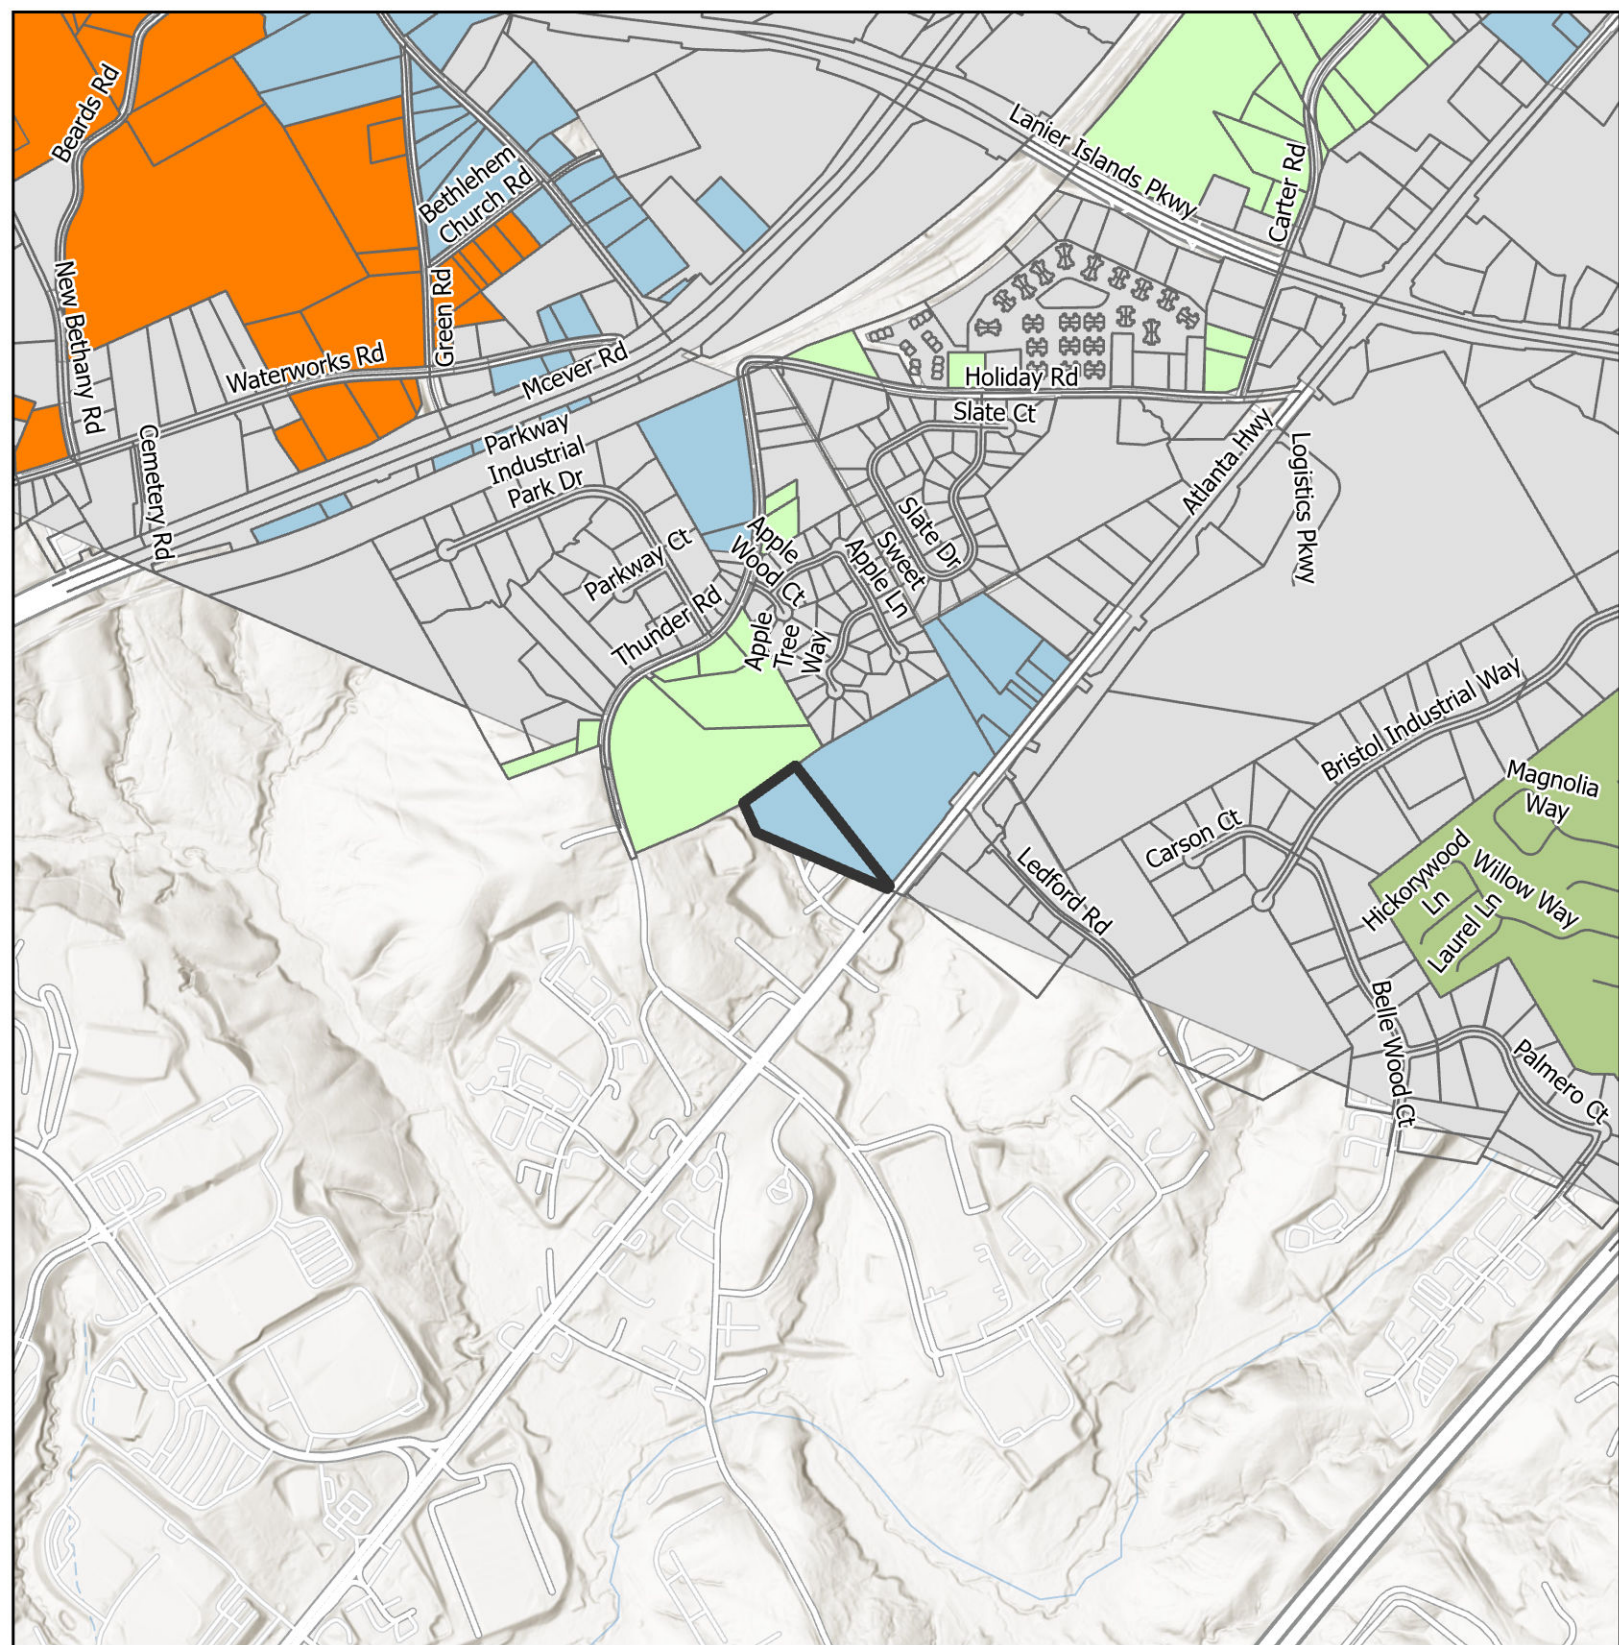 Beards Rd
Lanier Islands Pkwy
Carter Rd
Bethlehem
Church Rd
New Bethany Rd
Green Rd
Waterworks Rd
Mcever Rd
Holiday Rd
Slate Ct
Cemetery Rd
Parkway
Industrial
Park Dr
Atlanta Hwy
Logistics Pkwy
Slate Dr
Sweet
Apple Ln
Apple
Wood Ct
Parkway Ct
Thunder Rd
Apple
Tree
Way
Bristol Industrial Way
Magnolia
Way
Carson Ct
Hickorywood
Ln
Willow Way
Laurel Ln
Ledford Rd
Belle Wood Ct
Palmero Ct